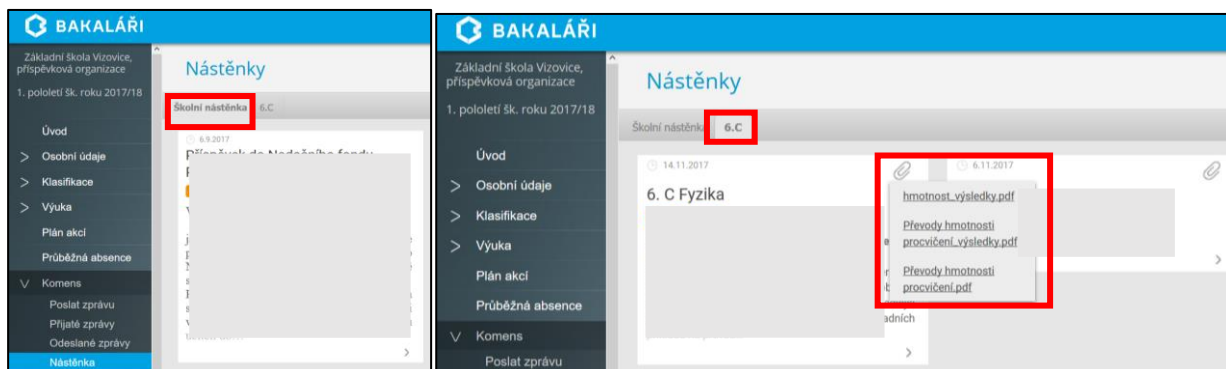 BAKALÁŘI
Základní škola Vizovice,
příspěvková organizace
1. pololetí šk. roku 2017/18
Úvod
> Osobní údaje
> Klasifikace
> Výuka
Plán akcí
Průběžná absence
V Komens
Poslat zprávu
Přijaté zprávy
Odeslané zprávy
Nástěnka
Nástěnky
Školní nástěnka 6.C
6.9.2017
Příspěvek do Nadačního fondu
BAKALÁŘI
Základní škola Vizovice,
příspěvková organizace
1. pololetí šk. roku 2017/18
Úvod
> Osobní údaje
> Klasifikace
> Výuka
Plán akcí
Průběžná absence
V Komens
Poslat zprávu
Nástěnky
Školní nástěnka 6.C
14.11.2017
6. C Fyzika
hmotnost_výsledky.pdf
Převody hmotnosti
procvičení_výsledky.pdf
Převody hmotnosti
procvičení.pdf
6.11.2017